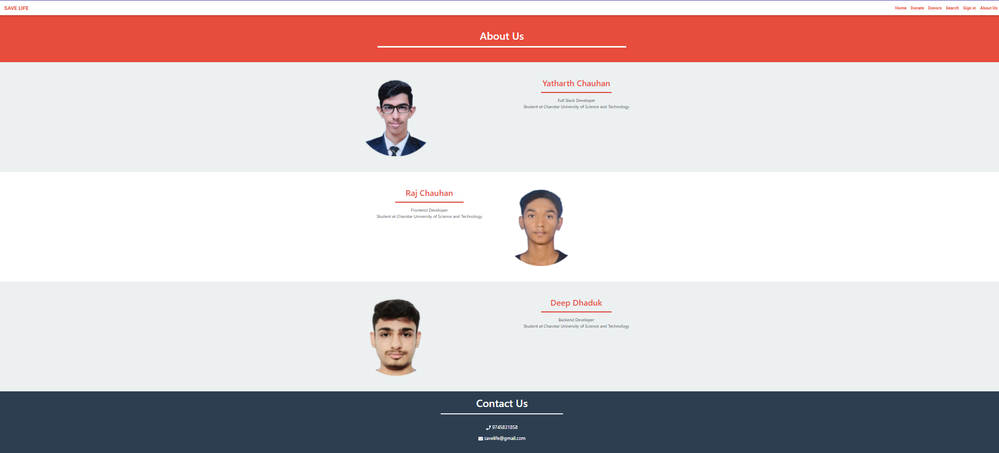 SAVE LIFE
Home Donate Donors Search Sign in About Us
About Us
Yatharth Chauhan
Full Stack Developer
Student at Charotar University of Science and Technology
Raj Chauhan
Frontend Developer
Student at Charotar University of Science and Technology
Deep Dhaduk
Backend Developer
Student at Charotar University of Science and Technology
Contact Us
9745831858
savelife@gmail.com